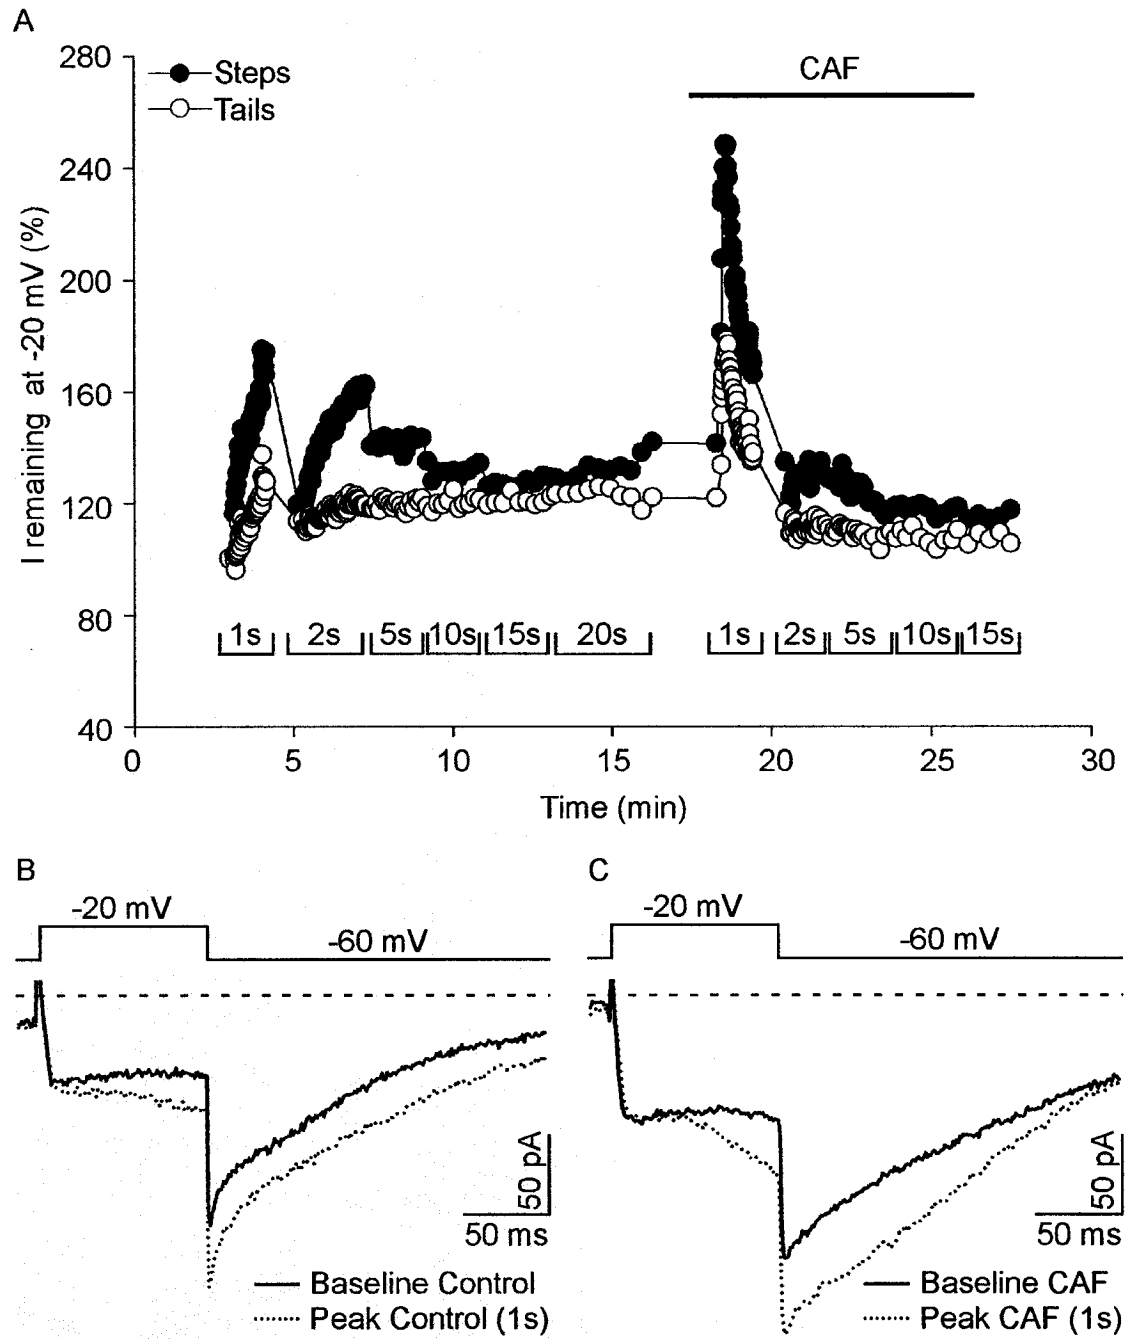 A
280
Steps
Tails
CAF
240
200
160
120
80
40
I remaining at -20 mV (%)
1s 2s 5s 10s 15s 20s 1s 2s 5s 10s 15s
0 5 10 15 20 25 30
Time (min)
B
-20 mV
-60 mV
50 pA
50 ms
Baseline Control
Peak Control (1s)
C
-20 mV
-60 mV
50 pA
50 ms
Baseline CAF
Peak CAF (1s)